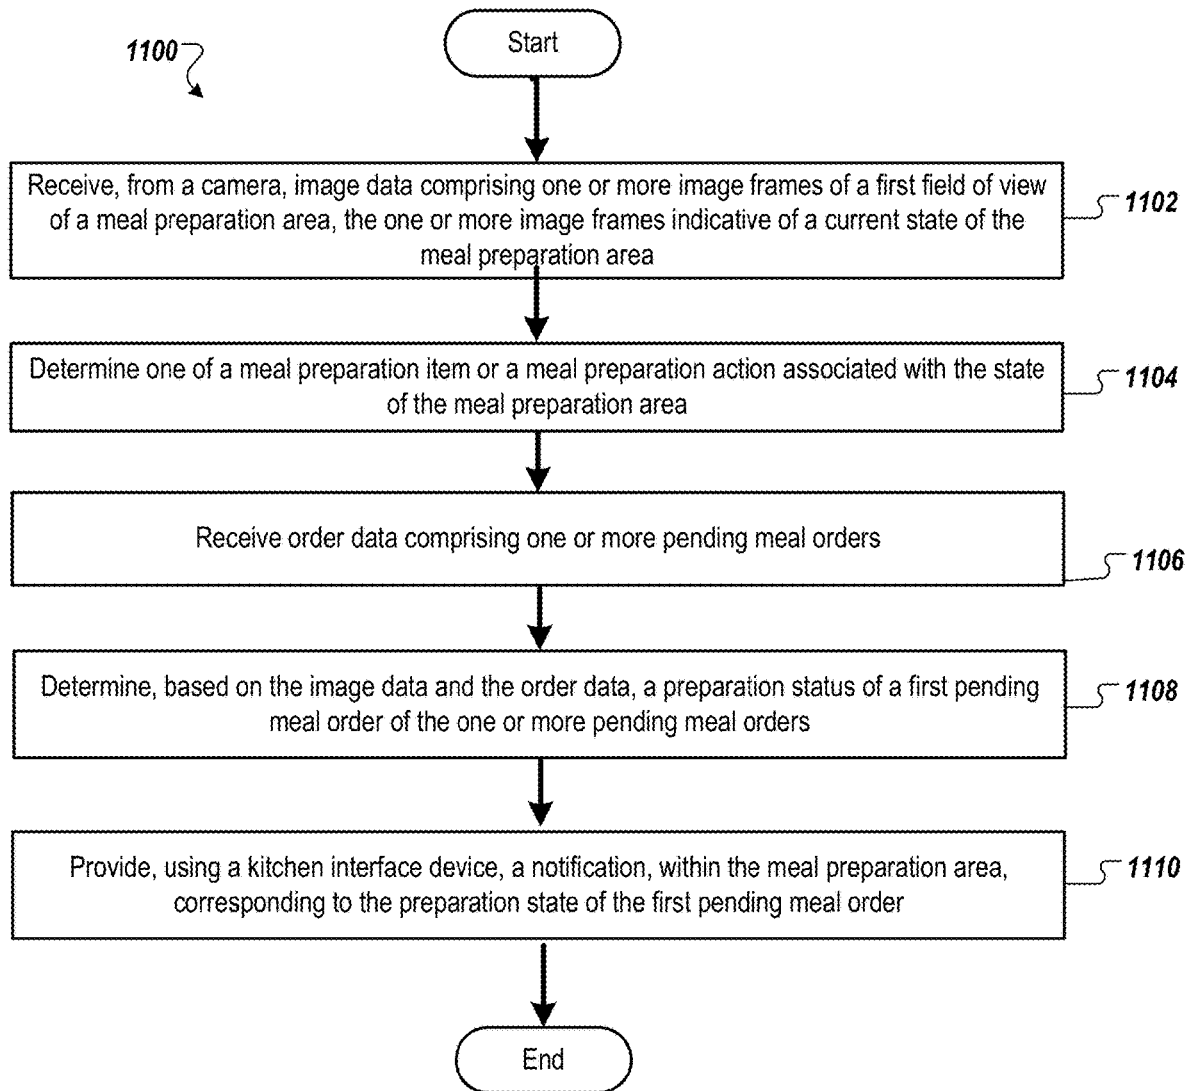 1100
Start
Receive, from a camera, image data comprising one or more image frames of a first field of view
of a meal preparation area, the one or more image frames indicative of a current state of the
meal preparation area
1102
Determine one of a meal preparation item or a meal preparation action associated with the state
of the meal preparation area
1104
Receive order data comprising one or more pending meal orders
1106
Determine, based on the image data and the order data, a preparation status of a first pending
meal order of the one or more pending meal orders
1108
Provide, using a kitchen interface device, a notification, within the meal preparation area,
corresponding to the preparation state of the first pending meal order
1110
End